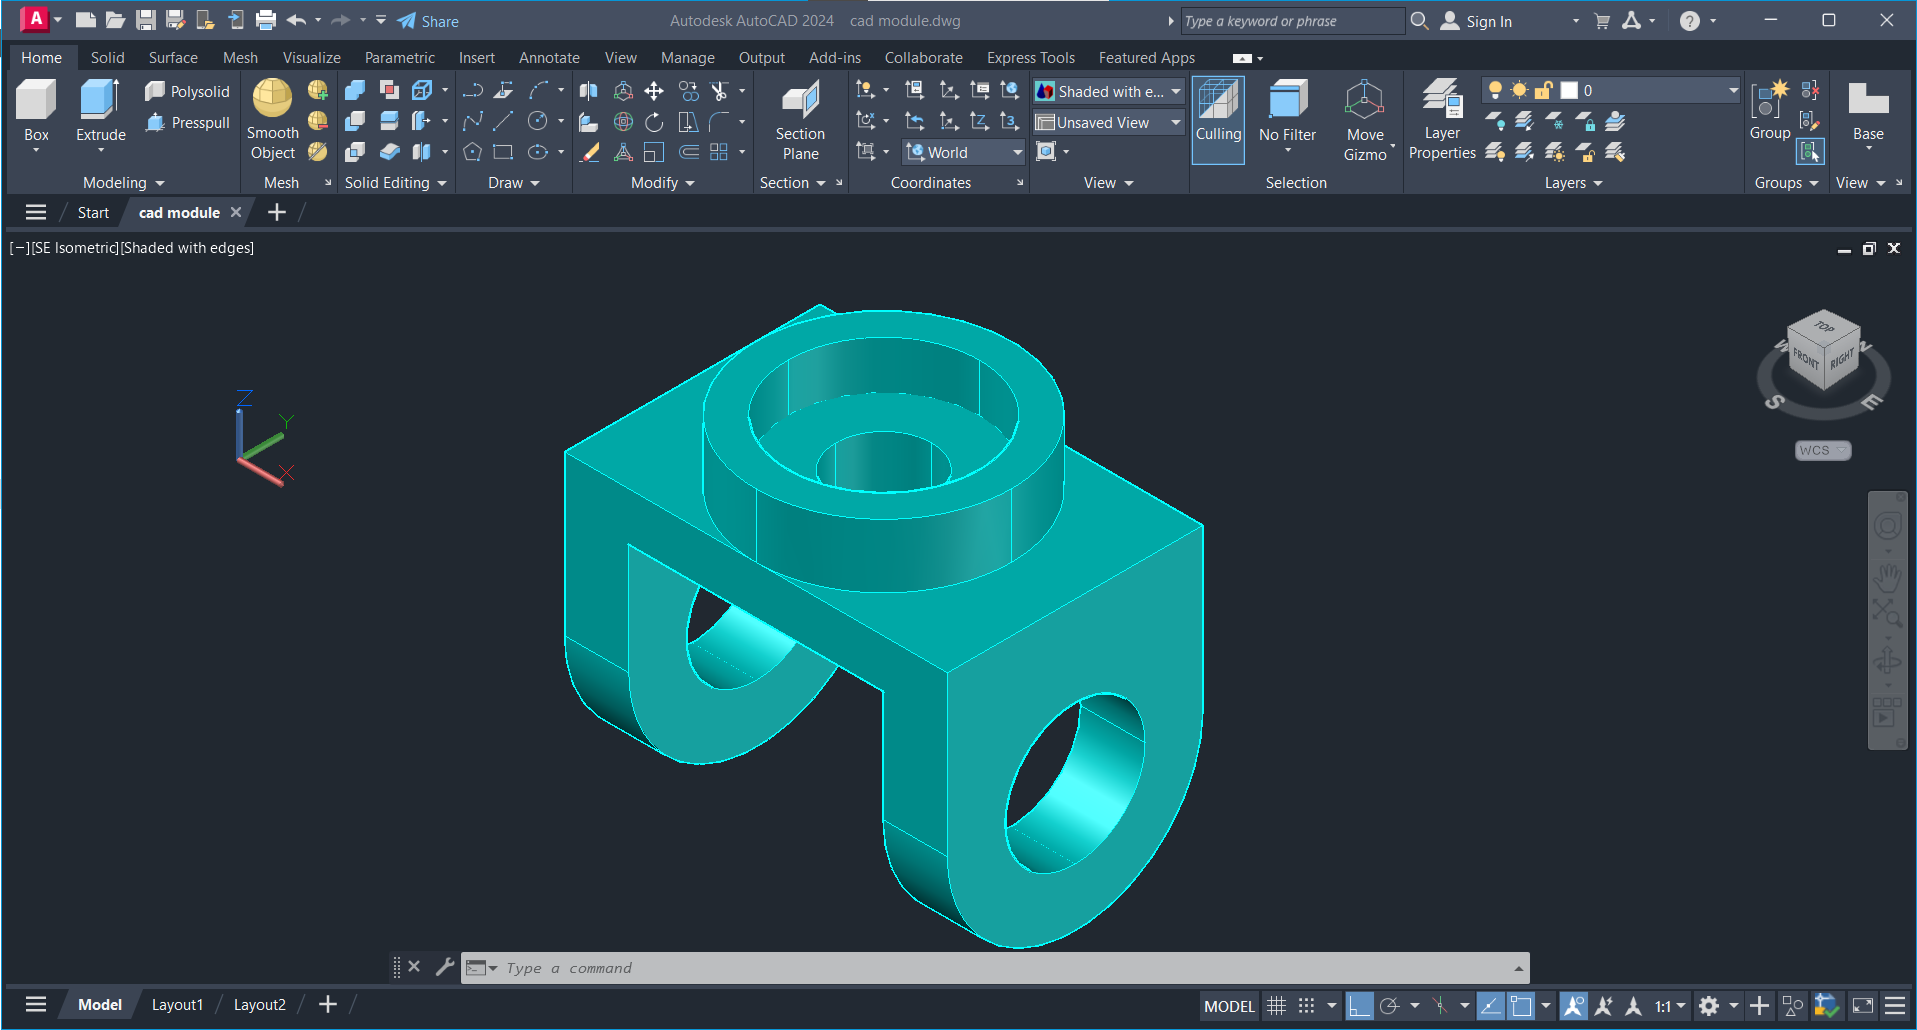 A
Share
Autodesk AutoCAD 2024 cad module.dwg
Type a keyword or phrase
Sign In
Home Solid Surface Mesh Visualize Parametric Insert Annotate View Manage Output Add-ins Collaborate Express Tools Featured Apps
Box
Extrude
Polysolid
Presspull
Modeling
Smooth
Object
Mesh
Solid Editing
Draw
Modify
Section
Plane
Section
World
Coordinates
Shaded with e...
Unsaved View
View
Culling
No Filter
Move
Gizmo
Selection
Layer
Properties
0
Layers
Group
Groups
Base
View
Start
cad module
[−][SE Isometric][Shaded with edges]
Z
Y
X
TOP
FRONT
RIGHT
W
N
S
E
WCS
Type a command
Model Layout1 Layout2
MODEL
1:1